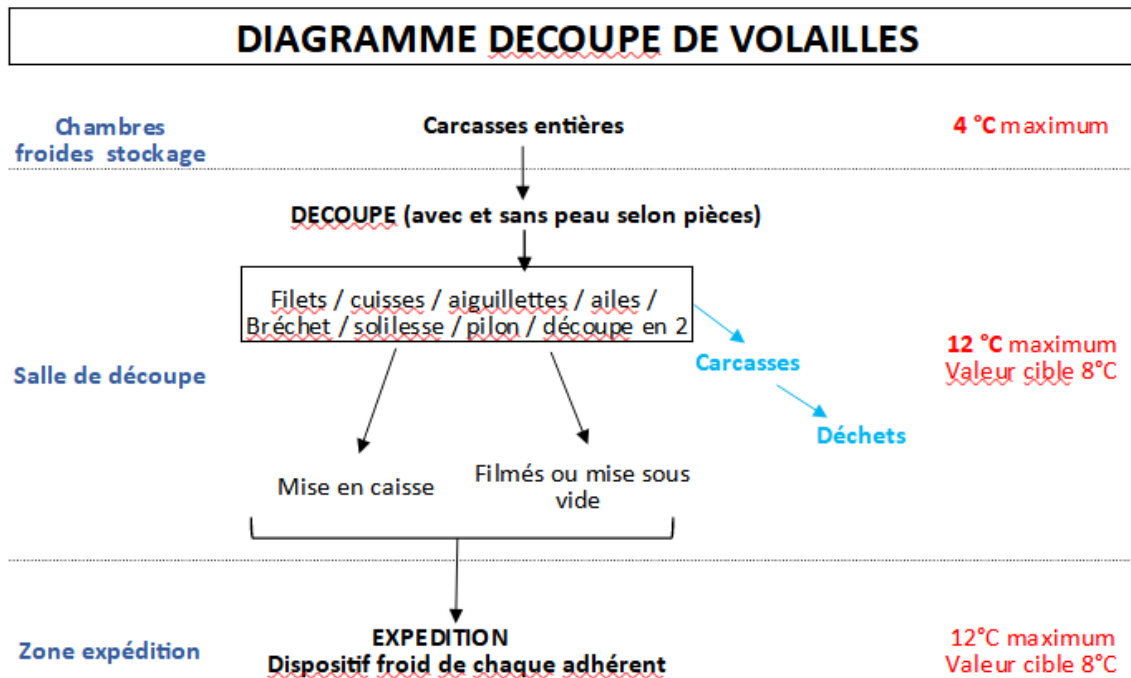 DIAGRAMME DECOUPE DE VOLAILLES
Chambres
froides stockage
Carcasses entières
4 °C maximum
DECOUPE (avec et sans peau selon pièces)
Filets / cuisses / aiguillettes / ailes /
Bréchet / solilesse / pilon / découpe en 2
Carcasses
Déchets
Salle de découpe
12 °C maximum
Valeur cible 8°C
Mise en caisse
Filmés ou mise sous
vide
Zone expédition
EXPEDITION
Dispositif froid de chaque adhérent
12°C maximum
Valeur cible 8°C